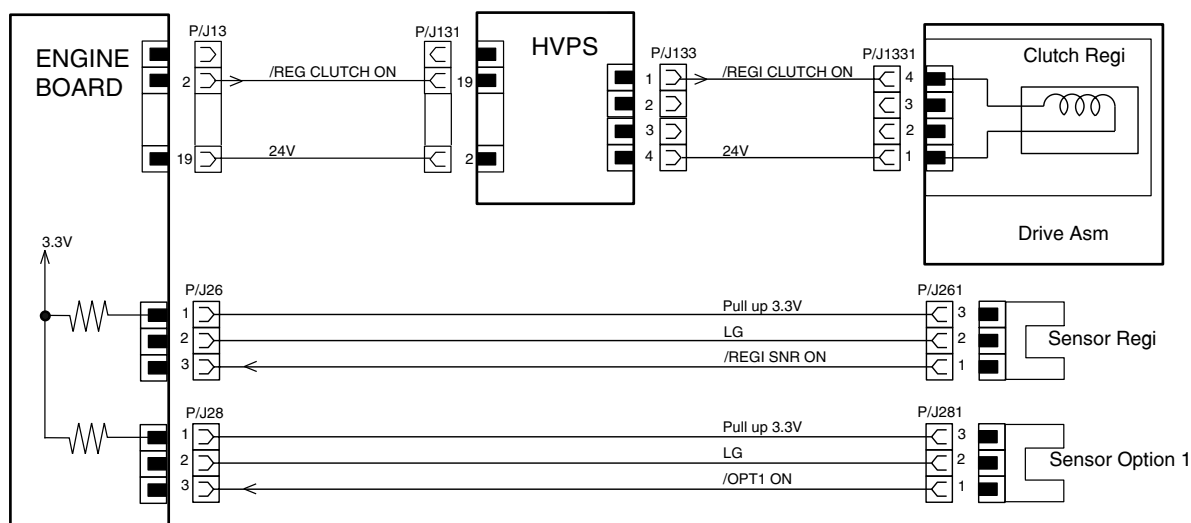 ENGINE
BOARD
P/J13
2
19
/REG CLUTCH ON
24V
P/J131
19
2
HVPS
P/J133
1
2
3
4
/REGI CLUTCH ON
24V
P/J1331
4
3
2
1
Clutch Regi
Drive Asm
3.3V
P/J26
1
2
3
Pull up 3.3V
LG
/REGI SNR ON
P/J261
3
2
1
Sensor Regi
P/J28
1
2
3
Pull up 3.3V
LG
/OPT1 ON
P/J281
3
2
1
Sensor Option 1